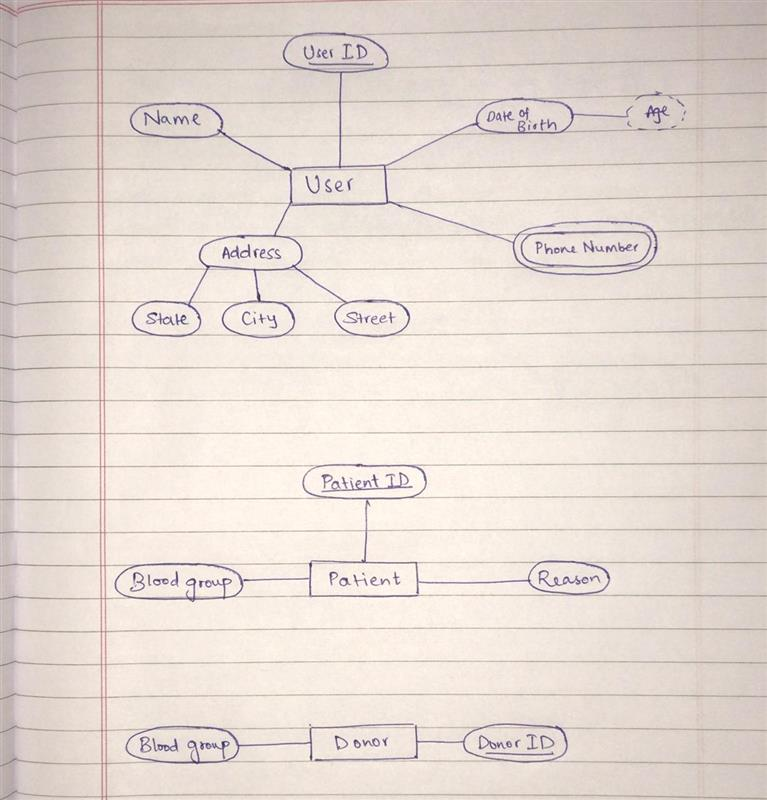 User ID
Name
Date of
Birth
Age
User
Address
Phone Number
State
City
Street
Patient ID
Blood group
Patient
Reason
Blood group
Donor
Donor ID